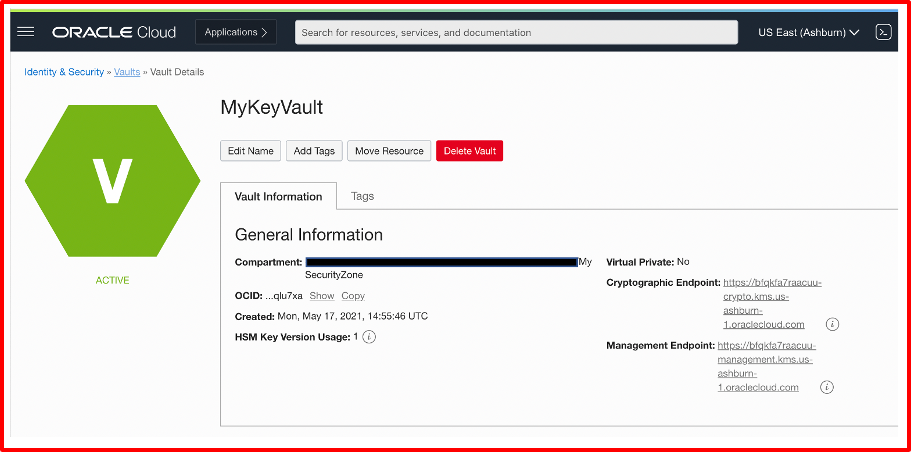 ORACLE Cloud Applications Search for resources, services, and documentation US East (Ashburn)
Identity & Security » Vaults » Vault Details
MyKeyVault
V
Edit Name Add Tags Move Resource Delete Vault
Vault Information Tags
General Information
Compartment: My
SecurityZone
OCID: ...qlu7xa Show Copy
Created: Mon, May 17, 2021, 14:55:46 UTC
HSM Key Version Usage: 1 i
Virtual Private: No
Cryptographic Endpoint: https://bfqkfa7raacuu-
crypto.kms.us-
ashburn-
1.oraclecloud.com i
Management Endpoint: https://bfqkfa7raacuu-
management.kms.us-
ashburn-
1.oraclecloud.com i
ACTIVE